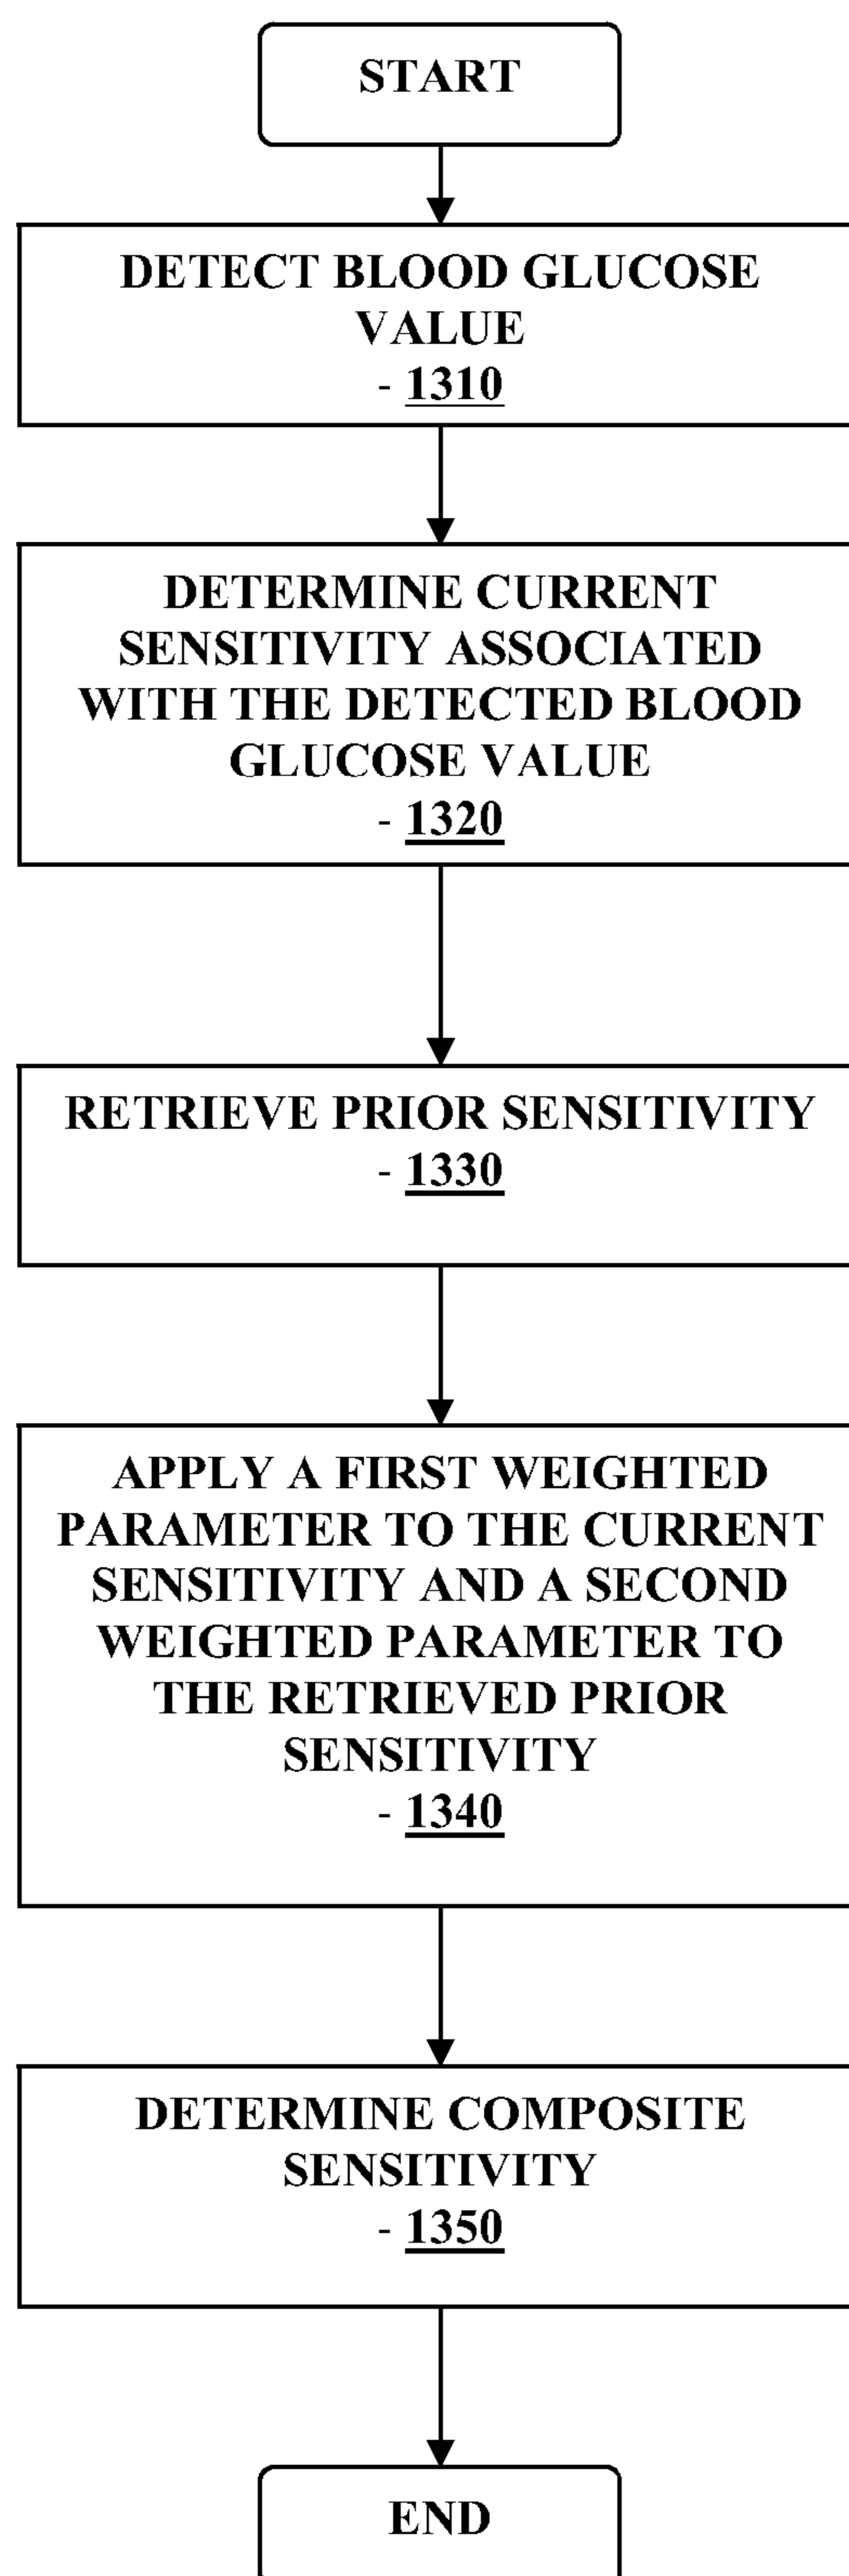 START
DETECT BLOOD GLUCOSE
VALUE
- 1310
DETERMINE CURRENT
SENSITIVITY ASSOCIATED
WITH THE DETECTED BLOOD
GLUCOSE VALUE
- 1320
RETRIEVE PRIOR SENSITIVITY
- 1330
APPLY A FIRST WEIGHTED
PARAMETER TO THE CURRENT
SENSITIVITY AND A SECOND
WEIGHTED PARAMETER TO
THE RETRIEVED PRIOR
SENSITIVITY
- 1340
DETERMINE COMPOSITE
SENSITIVITY
- 1350
END